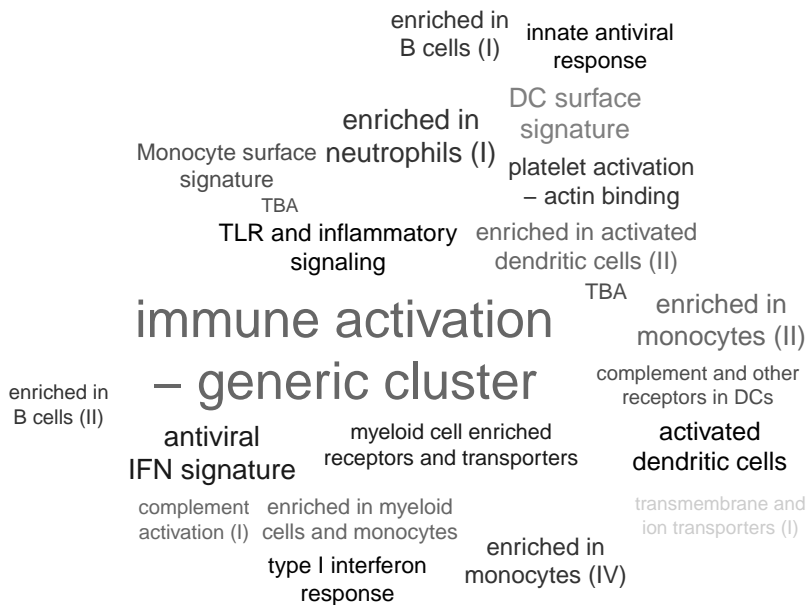 enriched in
B cells (I)
innate antiviral
response
DC surface
signature
enriched in
neutrophils (I)
Monocyte surface
signature
platelet activation
– actin binding
TBA
TLR and inflammatory
signaling
enriched in activated
dendritic cells (II)
TBA
immune activation
– generic cluster
enriched in
monocytes (II)
complement and other
receptors in DCs
enriched in
B cells (II)
antiviral
IFN signature
myeloid cell enriched
receptors and transporters
activated
dendritic cells
complement
activation (I)
enriched in myeloid
cells and monocytes
transmembrane and
ion transporters (I)
type I interferon
response
enriched in
monocytes (IV)